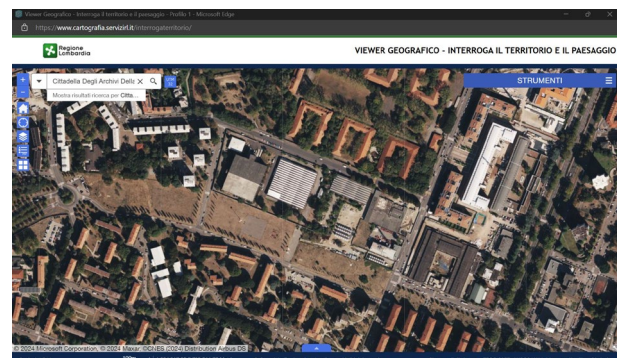 Viewer Geografico - Interroga il territorio e il paesaggio - Profilo 1 - Microsoft Edge
https://www.cartografia.servizirl.it/interrogaterritorio/
Regione
Lombardia
VIEWER GEOGRAFICO - INTERROGA IL TERRITORIO E IL PAESAGGIO
Cittadella Degli Archivi Della
STRUMENTI
Mostra risultati ricerca per Citta...
© 2024 Microsoft Corporation, © 2024 Maxar, ©CNES (2024) Distribution Airbus DS